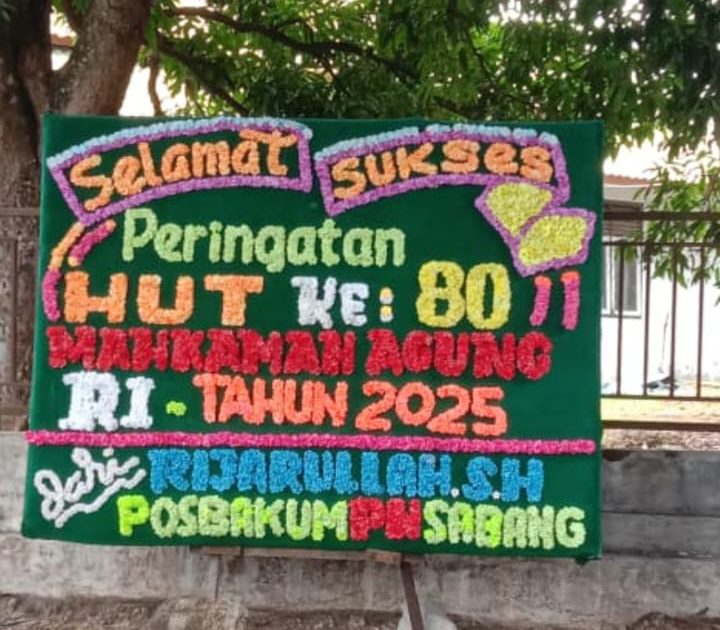 Selamat SUKSES
Peringatan
HUT KE: 80
MAHKAMAH AGUNG
RI - TAHUN 2025
dari
RIJARULLAH.S.H
POSBAKUM PN SABANG